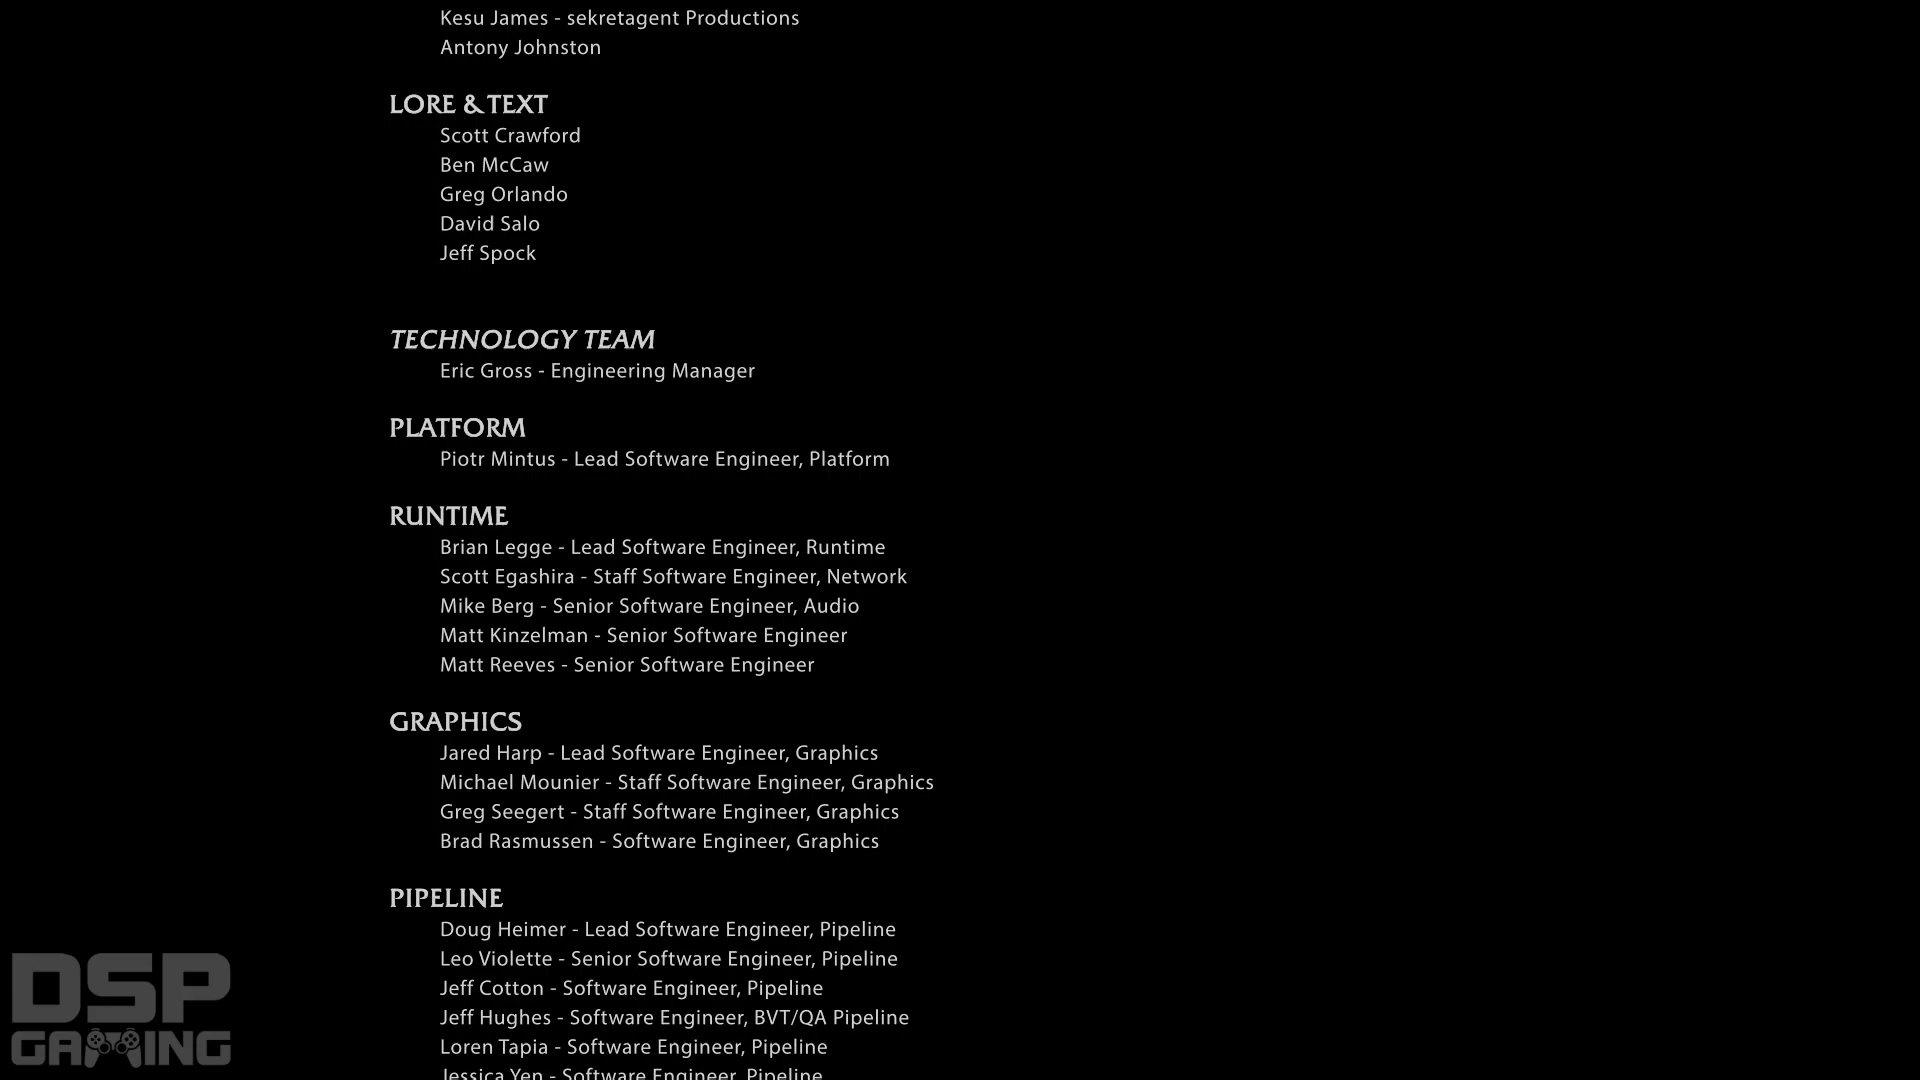 Kesu James - sekretagent Productions
Antony Johnston
LORE & TEXT
Scott Crawford
Ben McCaw
Greg Orlando
David Salo
Jeff Spock
TECHNOLOGY TEAM
Eric Gross - Engineering Manager
PLATFORM
Piotr Mintus - Lead Software Engineer, Platform
RUNTIME
Brian Legge - Lead Software Engineer, Runtime
Scott Egashira - Staff Software Engineer, Network
Mike Berg - Senior Software Engineer, Audio
Matt Kinzelman - Senior Software Engineer
Matt Reeves - Senior Software Engineer
GRAPHICS
Jared Harp - Lead Software Engineer, Graphics
Michael Mounier - Staff Software Engineer, Graphics
Greg Seegert - Staff Software Engineer, Graphics
Brad Rasmussen - Software Engineer, Graphics
PIPELINE
Doug Heimer - Lead Software Engineer, Pipeline
Leo Violette - Senior Software Engineer, Pipeline
Jeff Cotton - Software Engineer, Pipeline
Jeff Hughes - Software Engineer, BVT/QA Pipeline
Loren Tapia - Software Engineer, Pipeline
Jessica Yen - Software Engineer, Pipeline
DSP
GAMING